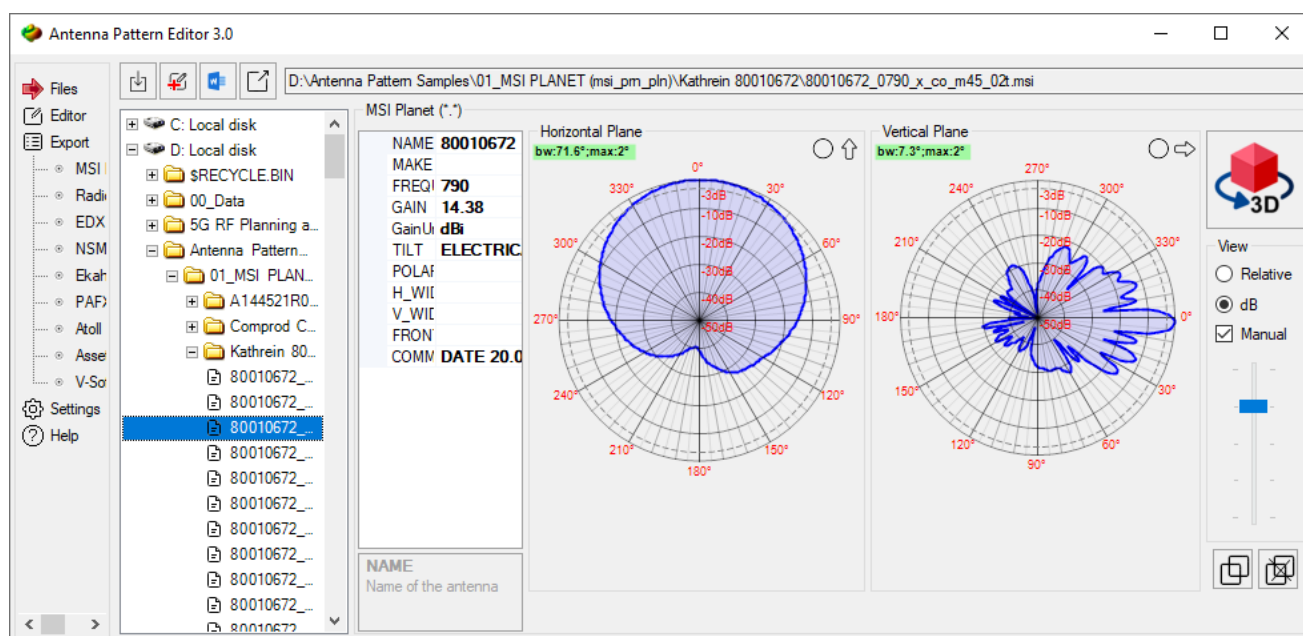 Antenna Pattern Editor 3.0
Files
Editor
Export
MSI
Radi
EDX
NSM
Ekah
PAF
Atoll
Asse
V-So
Settings
Help
D:\Antenna Pattern Samples\01_MSI PLANET (msi_prn_pln)\Kathrein 80010672\80010672_0790_x_co_m45_02t.msi
C: Local disk
D: Local disk
$RECYCLE.BIN
00_Data
5G RF Planning a...
Antenna Pattern...
01_MSI PLAN...
A144521R0...
Comprod C...
Kathrein 80...
80010672_...
80010672_...
80010672_...
80010672_...
80010672_...
80010672_...
80010672_...
80010672_...
80010672_...
80010672_...
80010672
MSI Planet (*.*)
NAME 80010672
MAKE
FREQU 790
GAIN 14.38
GainU dBi
TILT ELECTRIC
POLAF
H_WID
V_WID
FRON
COMM DATE 20.0
NAME
Name of the antenna
Horizontal Plane
bw:71.6°;max:2°
0°
330° 30°
300° 60°
270° 90°
240° 120°
210° 150°
180°
-3dB
-10dB
-20dB
-30dB
-40dB
-50dB
Vertical Plane
bw:7.3°;max:2°
270°
240° 300°
210° 330°
180° 0°
150° 30°
120° 60°
90°
-3dB
-10dB
-20dB
-30dB
-40dB
-50dB
3D
View
Relative
dB
Manual